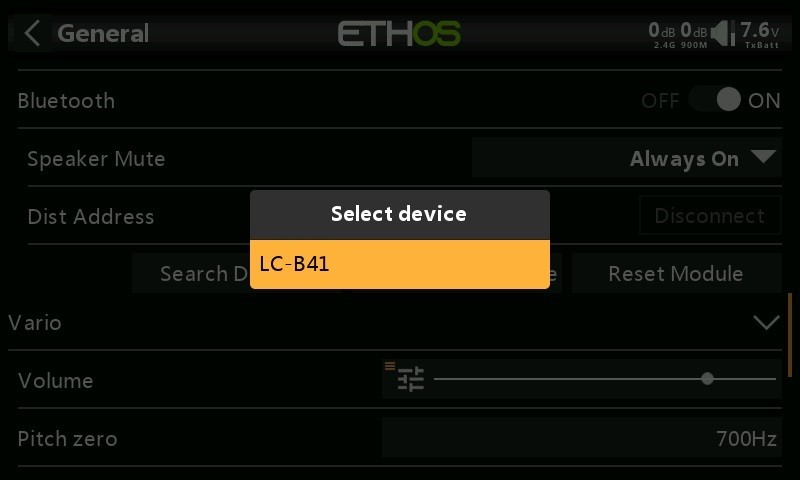 General
ETHOS
0dB 0dB 7.6V
2.4G 900M TxBatt
Bluetooth OFF ON
Speaker Mute Always On
Dist Address Disconnect
Select device
LC-B41
Search D e Reset Module
Vario
Volume
Pitch zero 700Hz